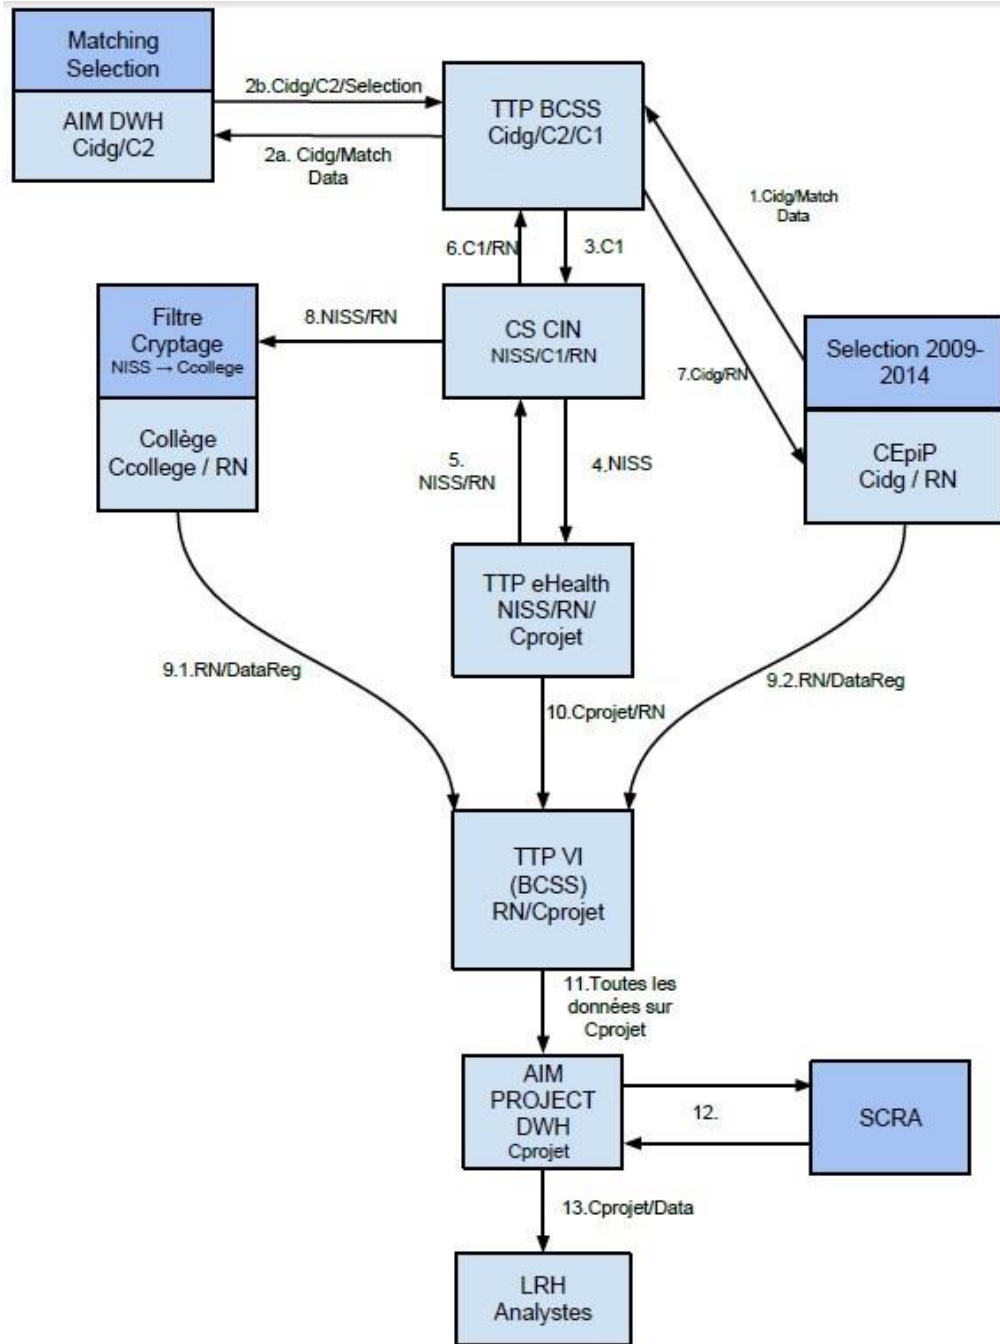 Matching
Selection
AIM DWH
Cidg/C2
2b.Cidg/C2/Selection
2a. Cidg/Match
Data
TTP BCSS
Cidg/C2/C1
1.Cidg/Match
Data
6.C1/RN
3.C1
Filtre
Cryptage
NISS → Ccollege
Collège
Ccollege / RN
8.NISS/RN
CS CIN
NISS/C1/RN
7.Cidg/RN
Selection 2009-
2014
CEpiP
Cidg / RN
5.
NISS/RN
4.NISS
TTP eHealth
NISS/RN/
Cprojet
9.1.RN/DataReg
9.2.RN/DataReg
10.Cprojet/RN
TTP VI
(BCSS)
RN/Cprojet
11.Toutes les
données sur
Cprojet
AIM
PROJECT
DWH
Cprojet
12.
SCRA
13.Cprojet/Data
LRH
Analystes